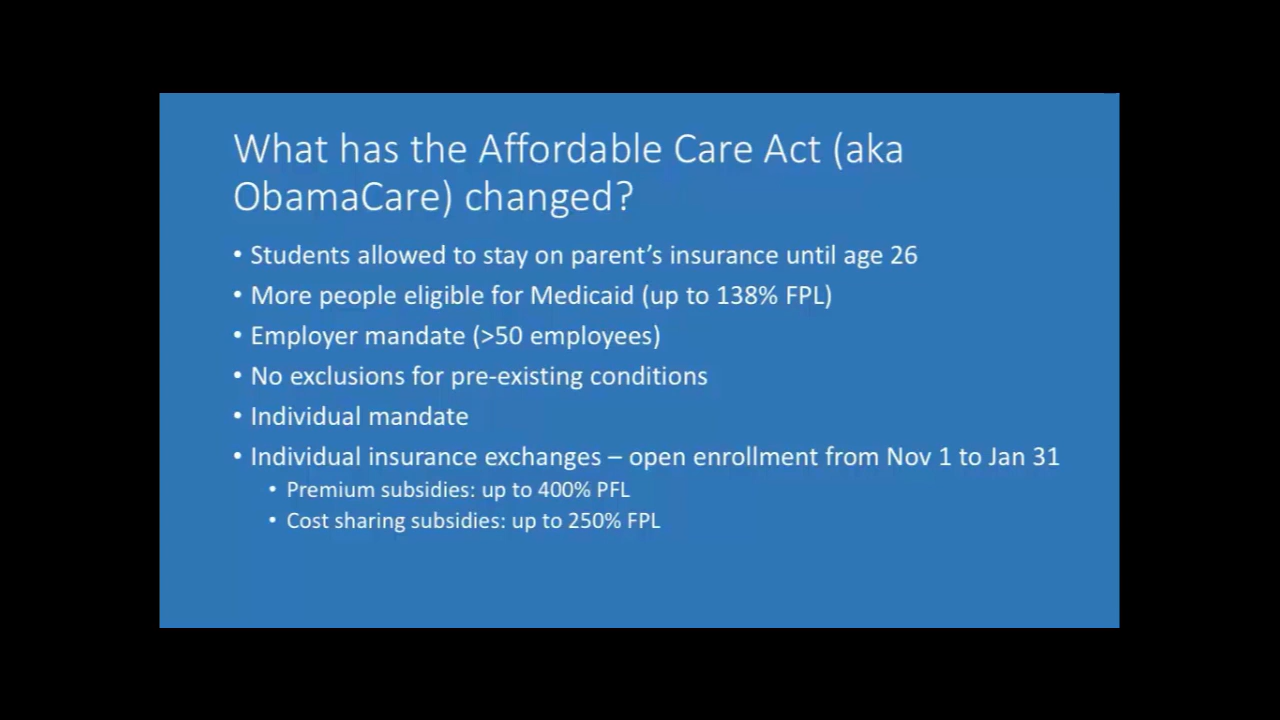 What has the Affordable Care Act (aka
ObamaCare) changed?
• Students allowed to stay on parent’s insurance until age 26
• More people eligible for Medicaid (up to 138% FPL)
• Employer mandate (>50 employees)
• No exclusions for pre-existing conditions
• Individual mandate
• Individual insurance exchanges – open enrollment from Nov 1 to Jan 31
• Premium subsidies: up to 400% PFL
• Cost sharing subsidies: up to 250% FPL